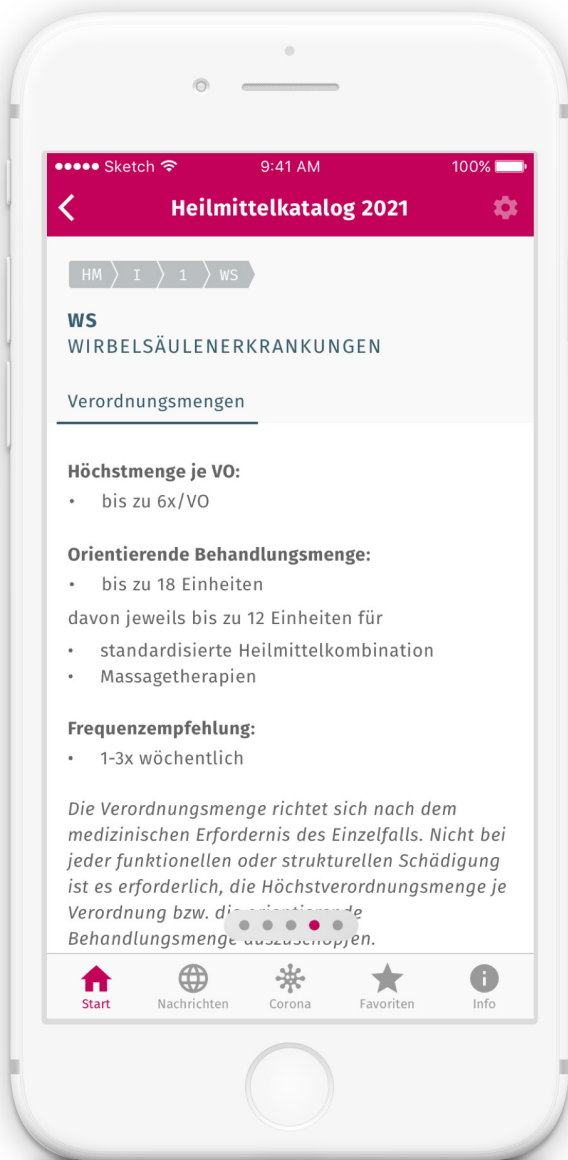 Sketch 9:41 AM 100%
Heilmittelkatalog 2021
HM I 1 WS
WS
WIRBELSÄULENERKRANKUNGEN
Verordnungsmengen
Höchstmenge je VO:
• bis zu 6x/VO
Orientierende Behandlungsmenge:
• bis zu 18 Einheiten
davon jeweils bis zu 12 Einheiten für
• standardisierte Heilmittelkombination
• Massagetherapien
Frequenzempfehlung:
• 1-3x wöchentlich
Die Verordnungsmenge richtet sich nach dem
medizinischen Erfordernis des Einzelfalls. Nicht bei
jeder funktionellen oder strukturellen Schädigung
ist es erforderlich, die Höchstverordnungsmenge je
Verordnung bzw. die orientierende
Behandlungsmenge auszuschöpfen.
Start Nachrichten Corona Favoriten Info